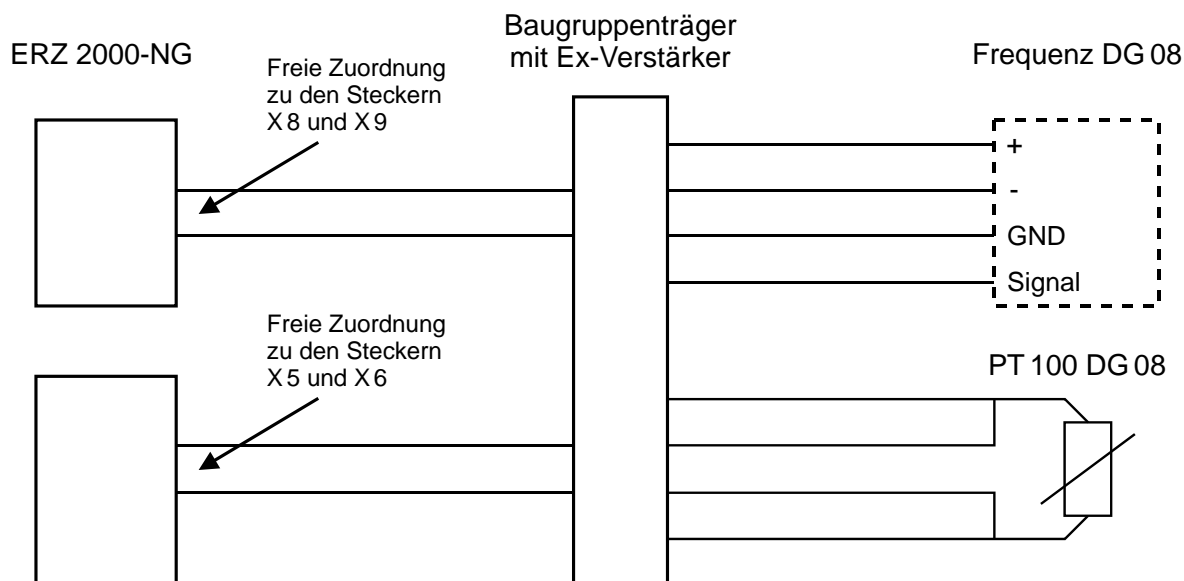 ERZ 2000-NG
Baugruppenträger
mit Ex-Verstärker
Frequenz DG 08
Freie Zuordnung
zu den Steckern
X 8 und X 9
+
-
GND
Signal
Freie Zuordnung
zu den Steckern
X 5 und X 6
PT 100 DG 08